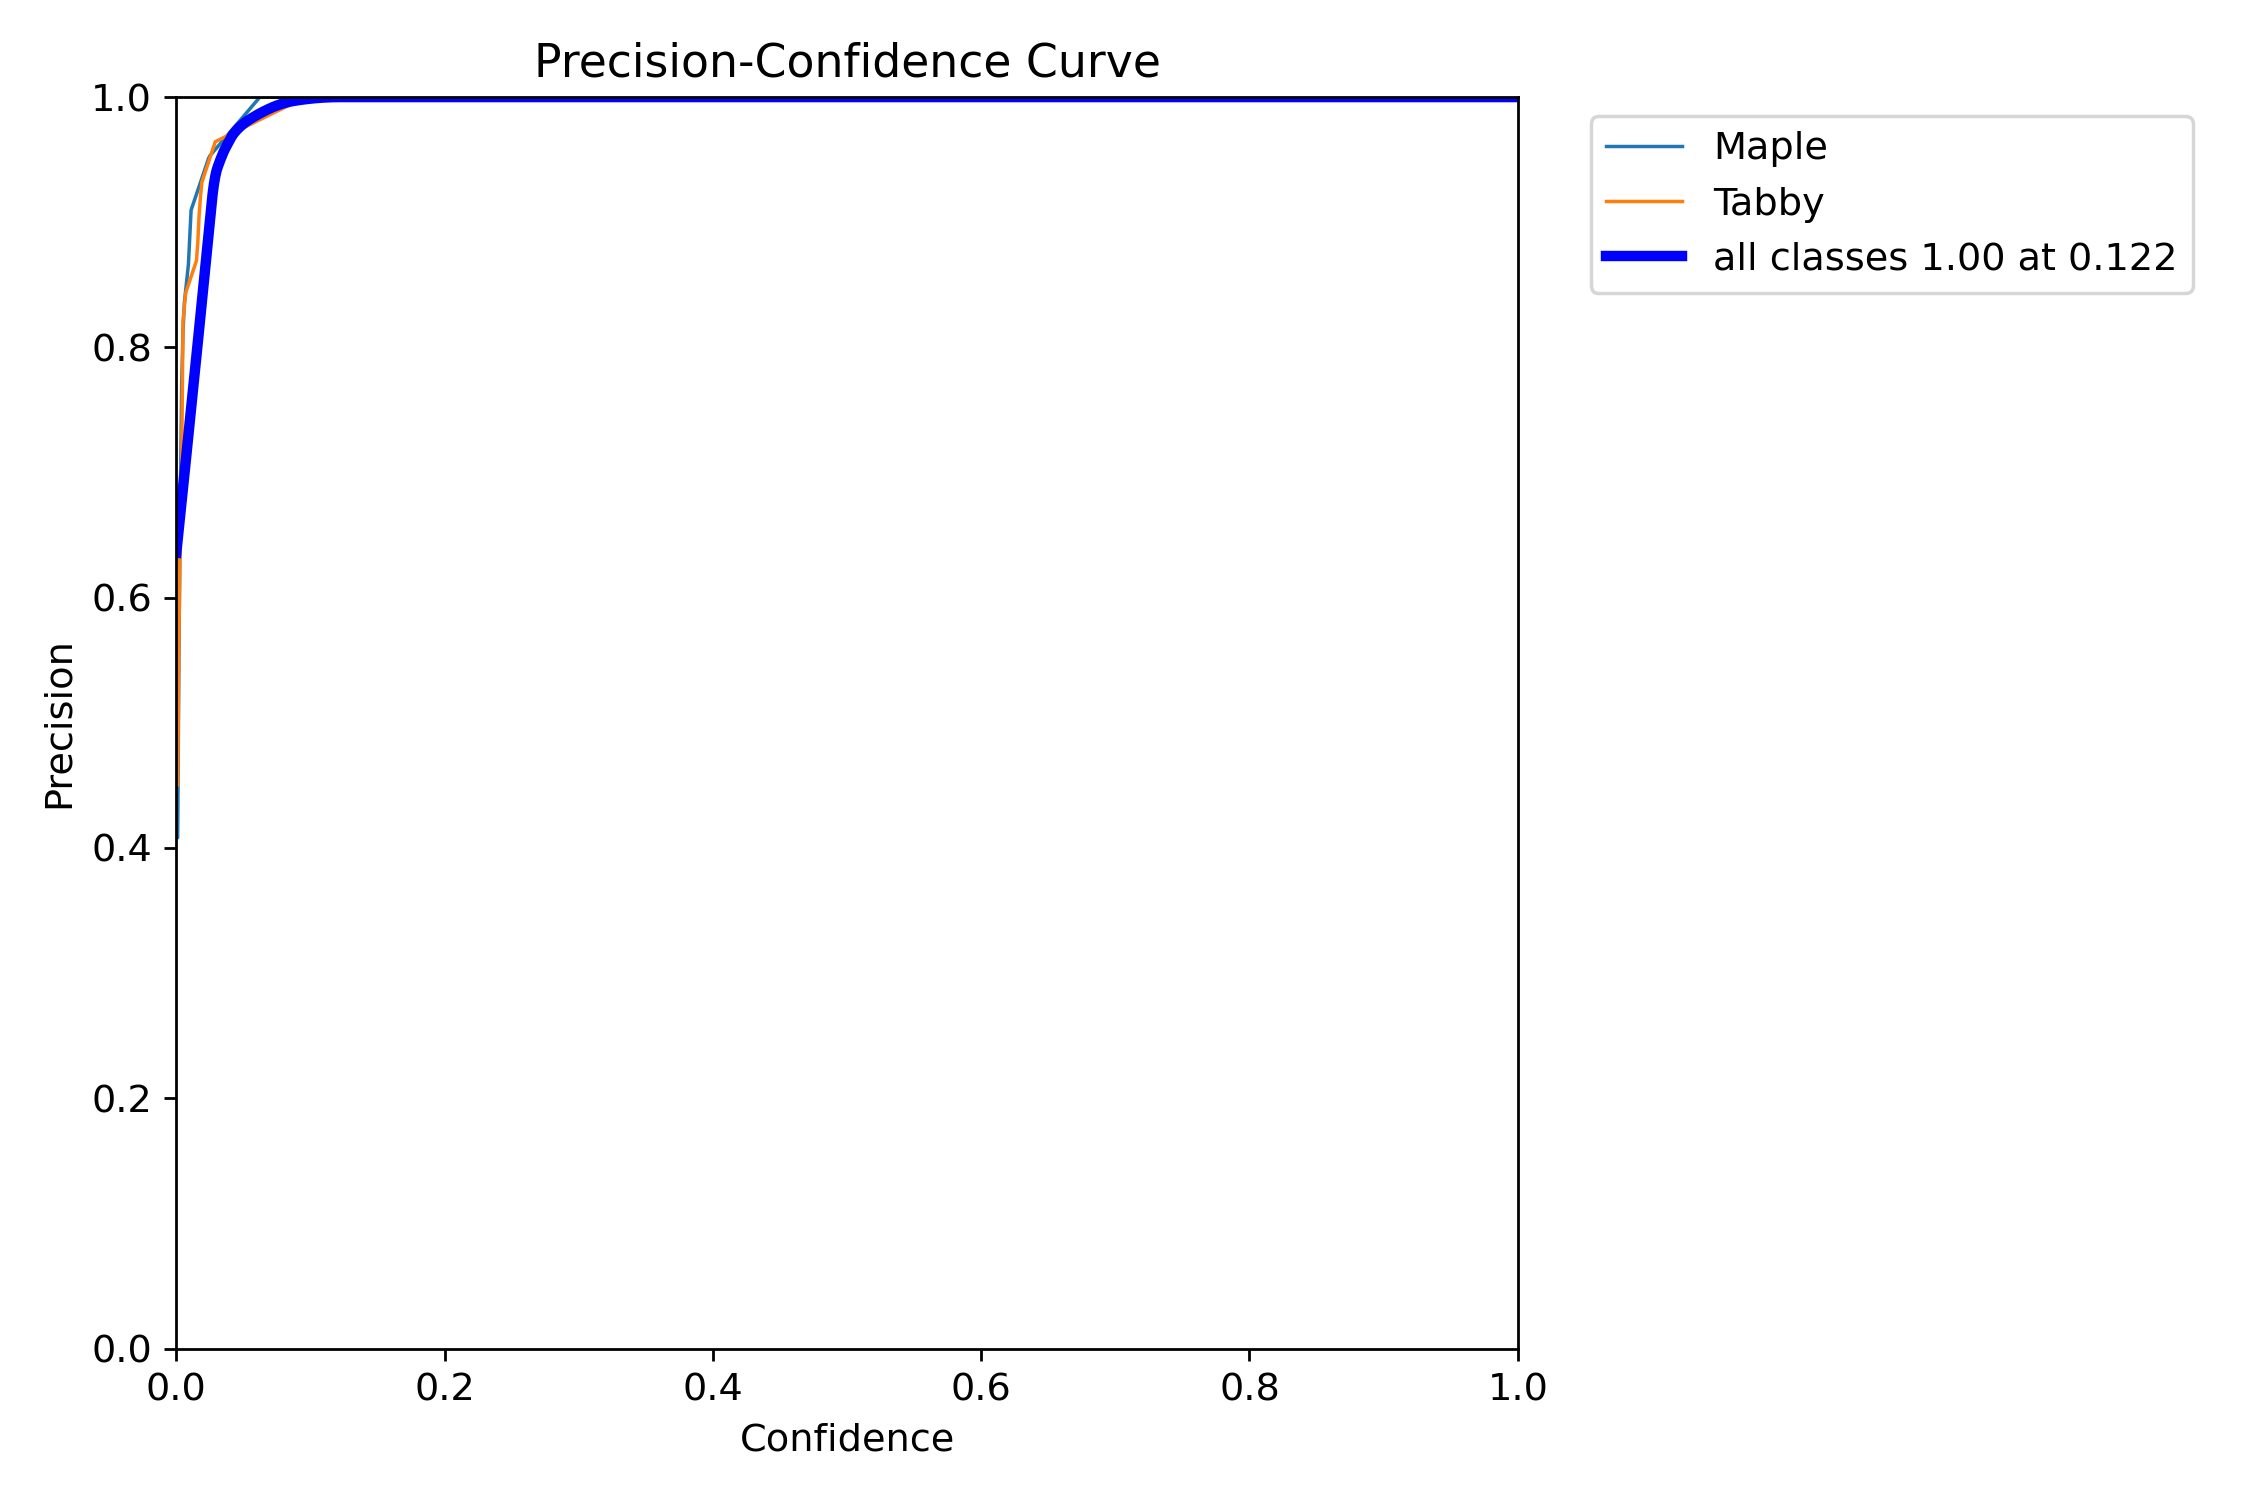 Precision-Confidence Curve
1.0
0.8
0.6
0.4
0.2
0.0
Precision
0.0 0.2 0.4 0.6 0.8 1.0
Confidence
Maple
Tabby
all classes 1.00 at 0.122